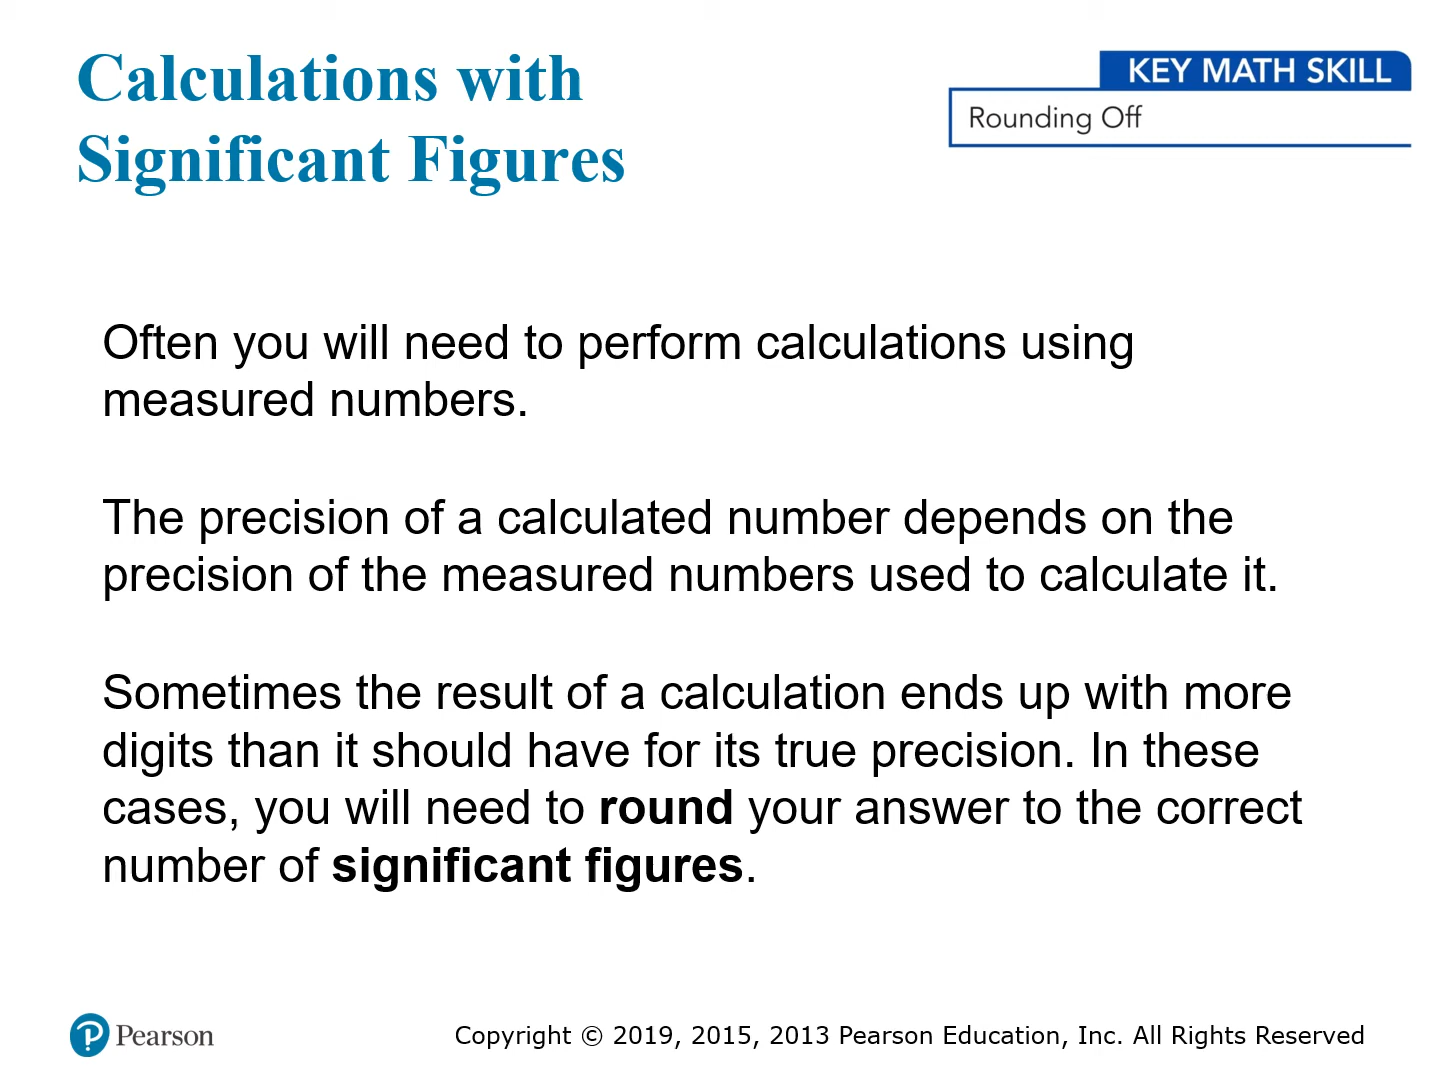 Calculations with
Significant Figures
KEY MATH SKILL
Rounding Off
Often you will need to perform calculations using
measured numbers.
The precision of a calculated number depends on the
precision of the measured numbers used to calculate it.
Sometimes the result of a calculation ends up with more
digits than it should have for its true precision. In these
cases, you will need to round your answer to the correct
number of significant figures.
P Pearson
Copyright © 2019, 2015, 2013 Pearson Education, Inc. All Rights Reserved